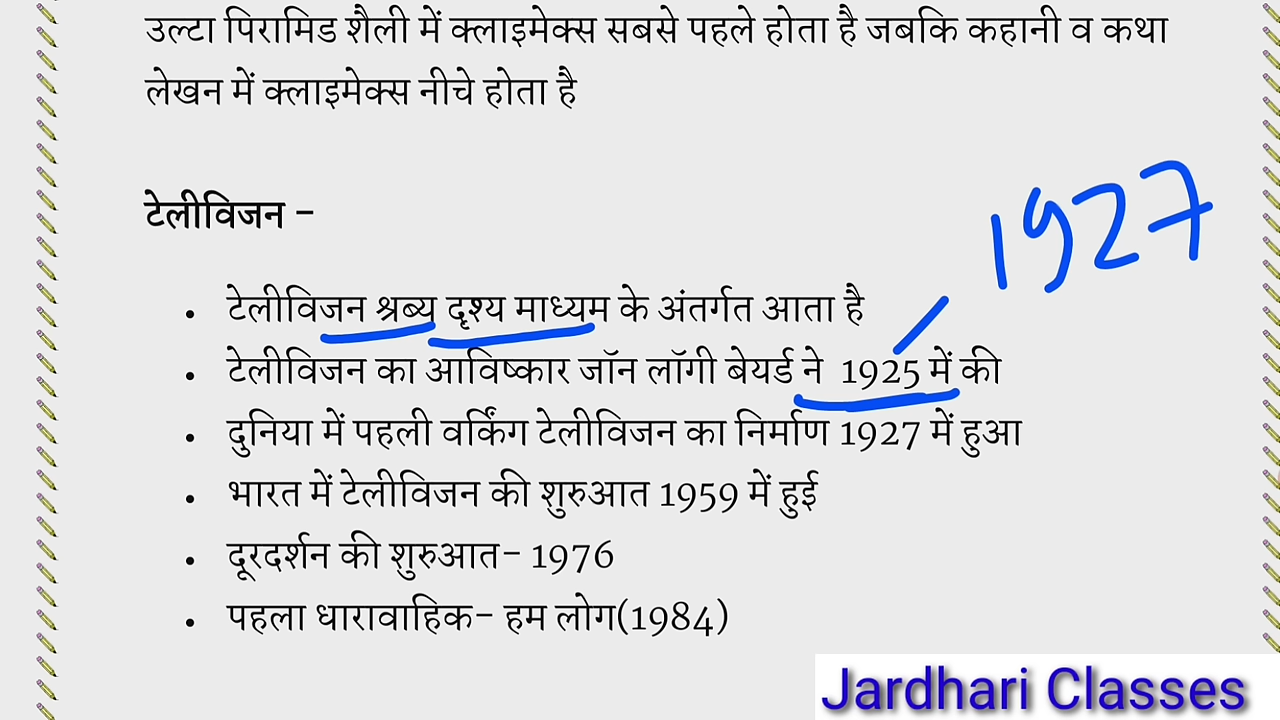 उल्टा पिरामिड शैली में क्लाइमेक्स सबसे पहले होता है जबकि कहानी व कथा
लेखन में क्लाइमेक्स नीचे होता है
टेलीविजन –
1927
• टेलीविजन श्रब्य दृश्य माध्यम के अंतर्गत आता है
• टेलीविजन का आविष्कार जॉन लॉगी बेयर्ड ने 1925 में की
• दुनिया में पहली वर्किंग टेलीविजन का निर्माण 1927 में हुआ
• भारत में टेलीविजन की शुरुआत 1959 में हुई
• दूरदर्शन की शुरुआत– 1976
• पहला धारावाहिक– हम लोग(1984)
Jardhari Classes